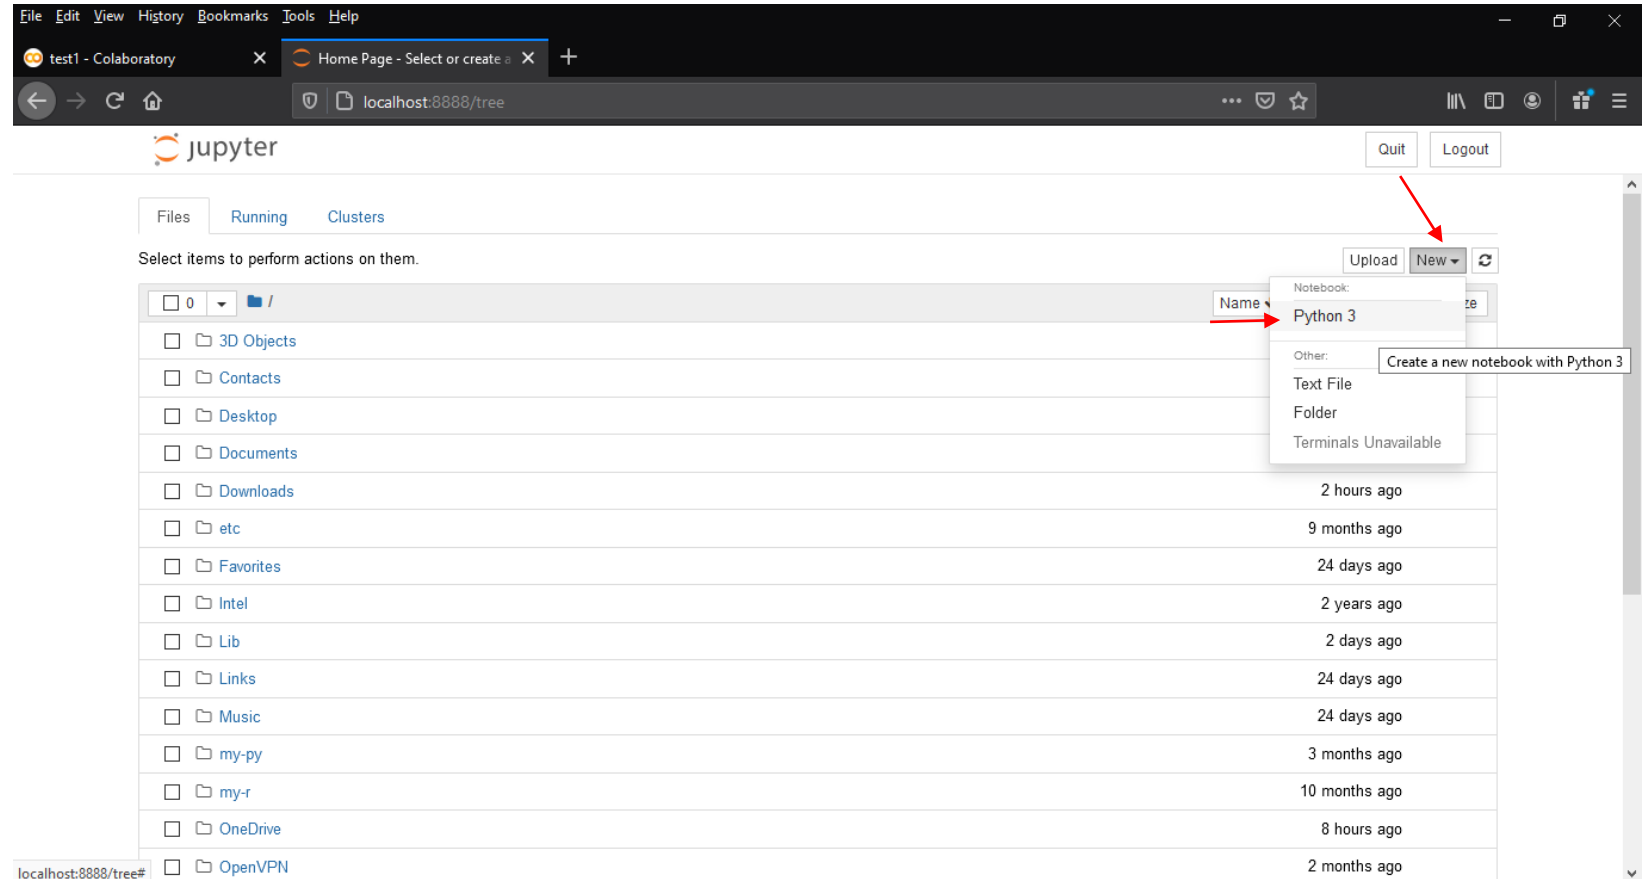 File Edit View History Bookmarks Tools Help
test1 - Colaboratory
Home Page - Select or create a
localhost:8888/tree
jupyter
Quit Logout
Files Running Clusters
Select items to perform actions on them.
Upload New
0 /
Name
Notebook:
Python 3
Other:
Create a new notebook with Python 3
Text File
Folder
Terminals Unavailable
3D Objects
Contacts
Desktop
Documents
Downloads 2 hours ago
etc 9 months ago
Favorites 24 days ago
Intel 2 years ago
Lib 2 days ago
Links 24 days ago
Music 24 days ago
my-py 3 months ago
my-r 10 months ago
OneDrive 8 hours ago
OpenVPN 2 months ago
localhost:8888/tree#